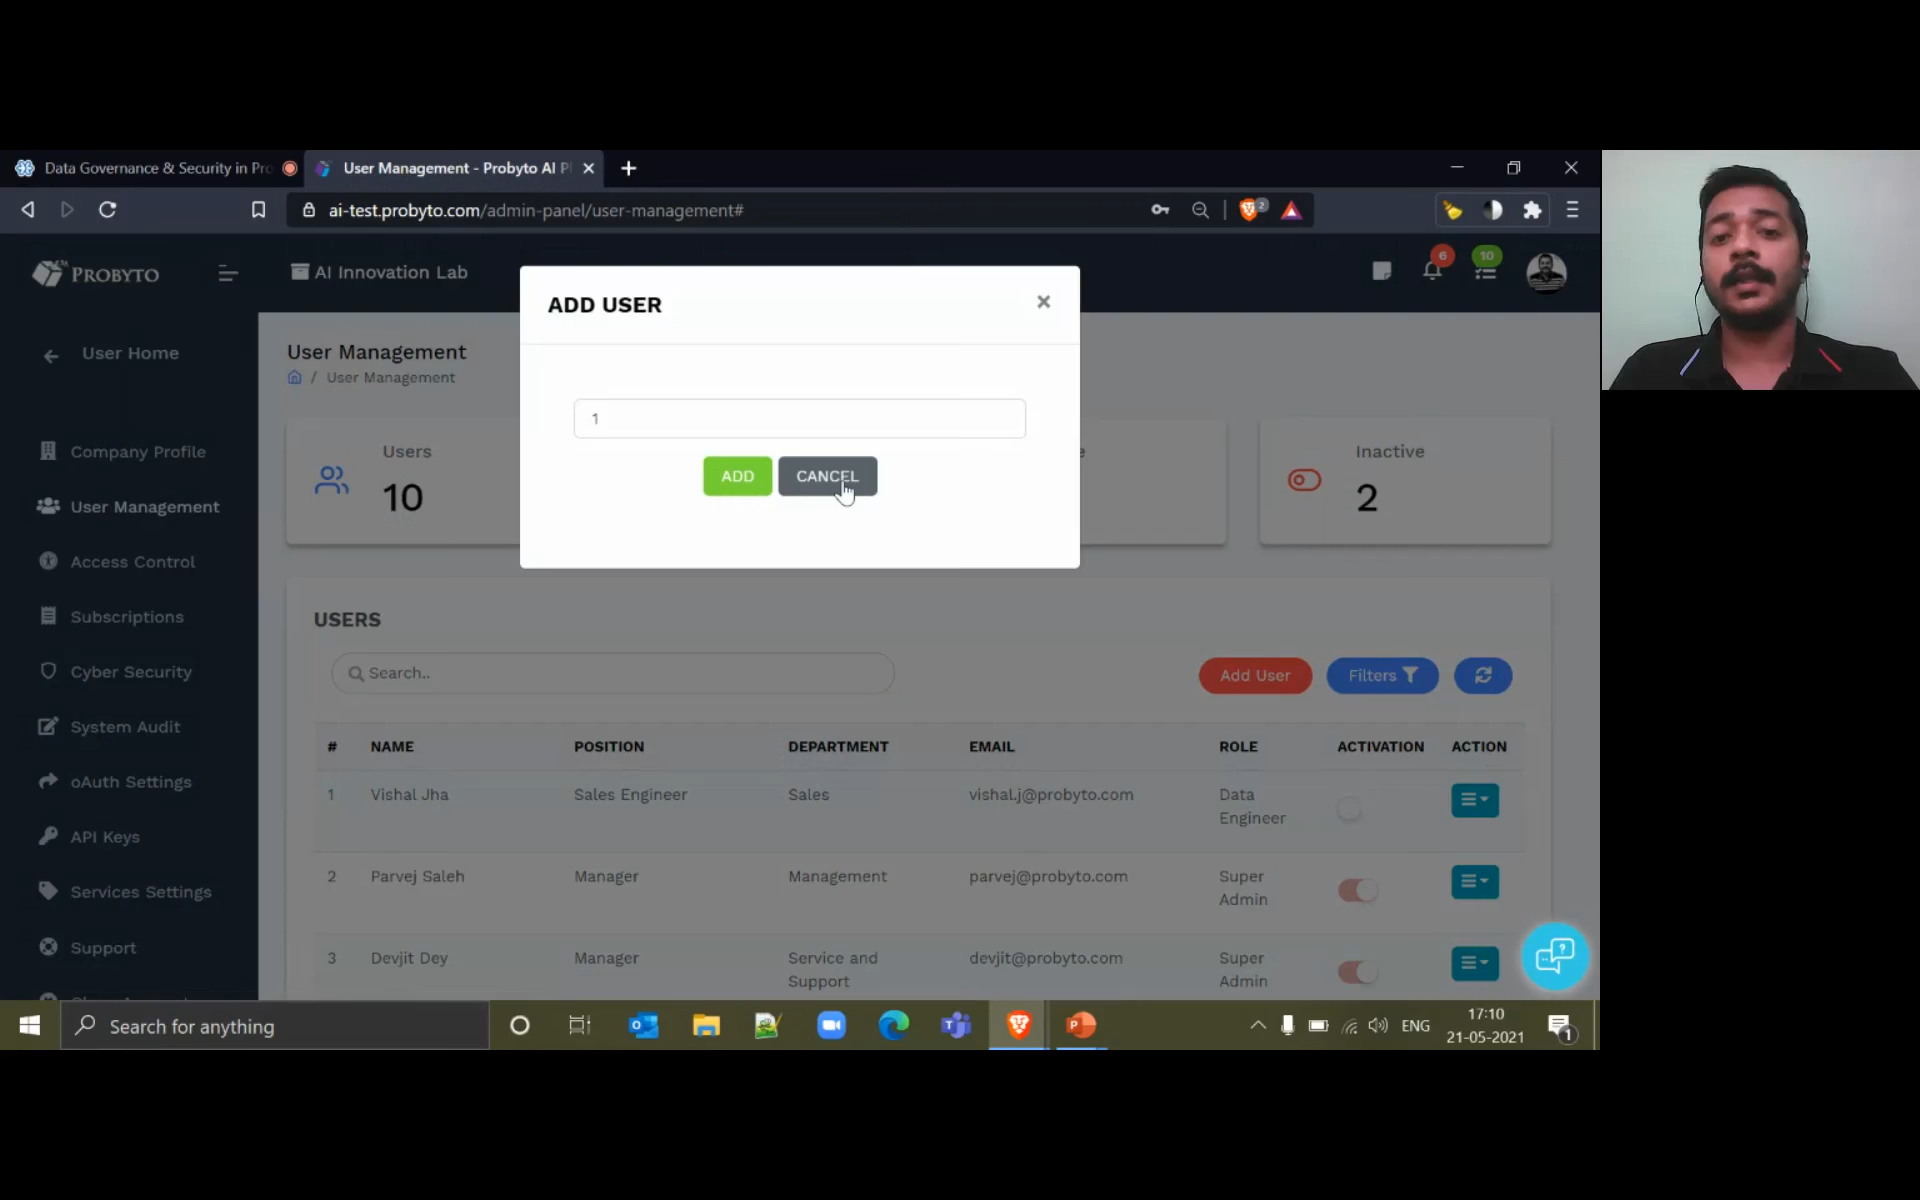 Data Governance & Security in Pro
User Management - Probyto AI Pl
ai-test.probyto.com/admin-panel/user-management#
2
PROBYTO
AI Innovation Lab
6
10
ADD USER
1
ADD
CANCEL
User Home
Company Profile
User Management
Access Control
Subscriptions
Cyber Security
System Audit
oAuth Settings
API Keys
Services Settings
Support
User Management
/ User Management
Users
10
e
Inactive
2
USERS
Search..
Add User
Filters
# NAME POSITION DEPARTMENT EMAIL ROLE ACTIVATION ACTION
1 Vishal Jha Sales Engineer Sales vishal.j@probyto.com Data
Engineer
2 Parvej Saleh Manager Management parvej@probyto.com Super
Admin
3 Devjit Dey Manager Service and devjit@probyto.com Super
Support Admin
Search for anything
ENG
17:10
21-05-2021
1